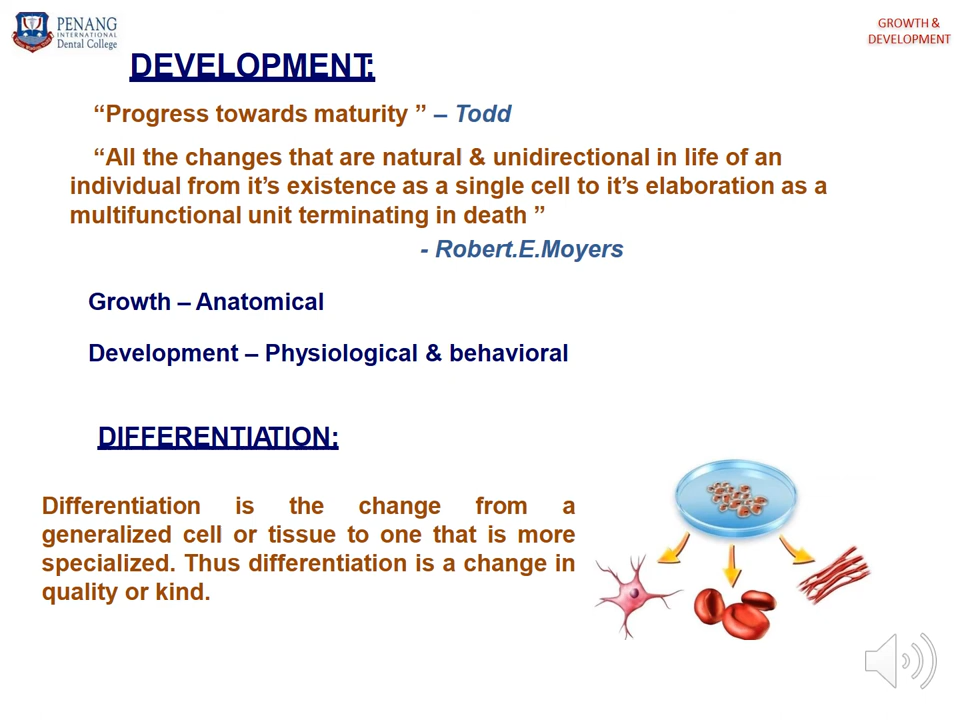 PENANG
INTERNATIONAL
Dental College
GROWTH &
DEVELOPMENT
DEVELOPMENT:
“Progress towards maturity ” – Todd
“All the changes that are natural & unidirectional in life of an
individual from it’s existence as a single cell to it’s elaboration as a
multifunctional unit terminating in death ”
- Robert.E.Moyers
Growth – Anatomical
Development – Physiological & behavioral
DIFFERENTIATION:
Differentiation is the change from a
generalized cell or tissue to one that is more
specialized. Thus differentiation is a change in
quality or kind.